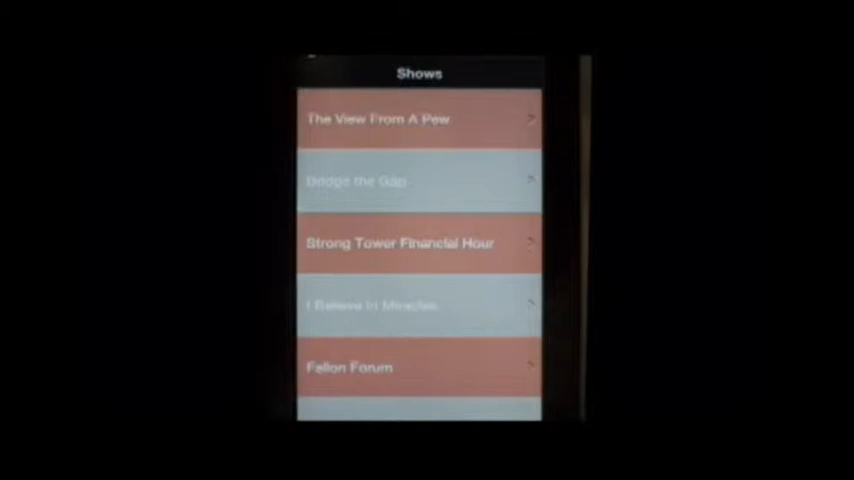 Shows
The View From A Pew
Bridge the Gap
Strong Tower Financial Hour
I Believe In Miracles
Fallon Forum